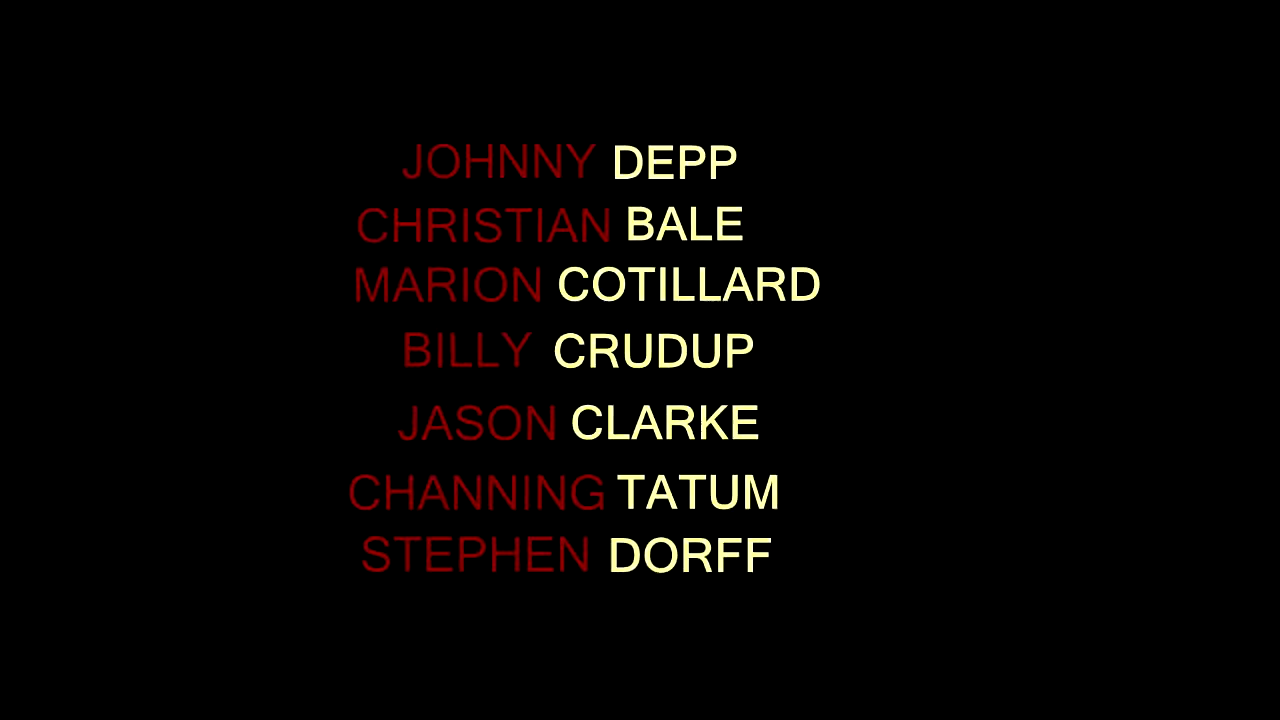 JOHNNY DEPP
CHRISTIAN BALE
MARION COTILLARD
BILLY CRUDUP
JASON CLARKE
CHANNING TATUM
STEPHEN DORFF